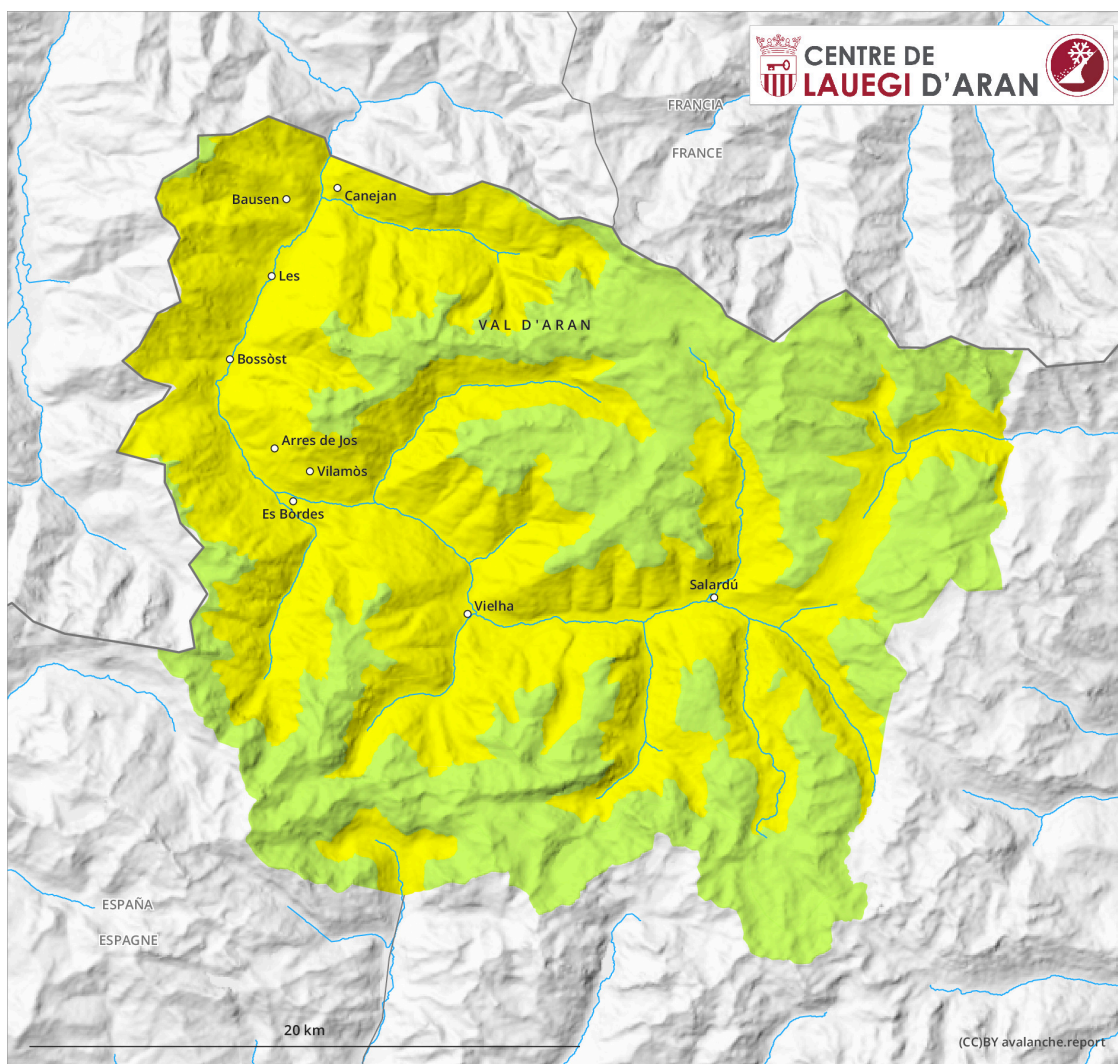 CENTRE DE
LAUEGI D'ARAN
FRANCIA
FRANCE
Bausen
Canejan
Les
VAL D'ARAN
Bossòst
Arres de Jos
Vilamòs
Es Bòrdes
Salardú
Vielha
ESPAÑA
ESPAGNE
20 km
(CC)BY avalanche.report